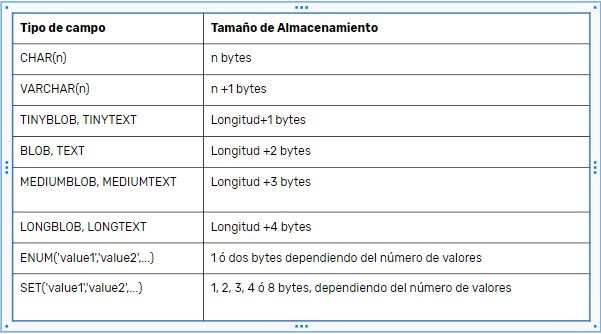 Tipo de campo Tamaño de Almacenamiento
CHAR(n) n bytes
VARCHAR(n) n +1 bytes
TINYBLOB, TINYTEXT Longitud+1 bytes
BLOB, TEXT Longitud +2 bytes
MEDIUMBLOB, MEDIUMTEXT Longitud +3 bytes
LONGBLOB, LONGTEXT Longitud +4 bytes
ENUM('value1','value2',...) 1 ó dos bytes dependiendo del número de valores
SET('value1','value2',...) 1, 2, 3, 4 ó 8 bytes, dependiendo del número de valores